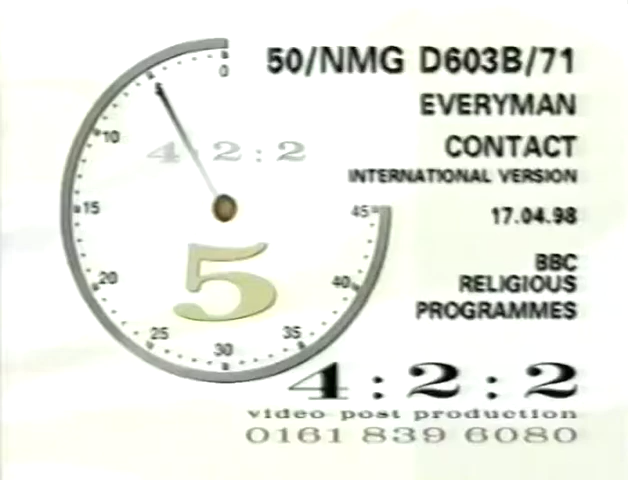 50/NMG D603B/71
EVERYMAN
CONTACT
INTERNATIONAL VERSION
17.04.98
BBC
RELIGIOUS
PROGRAMMES
4:2:2
video post production
0161 839 6080
0
5
10
15
20
25
30
35
40
45
4:2:2
5